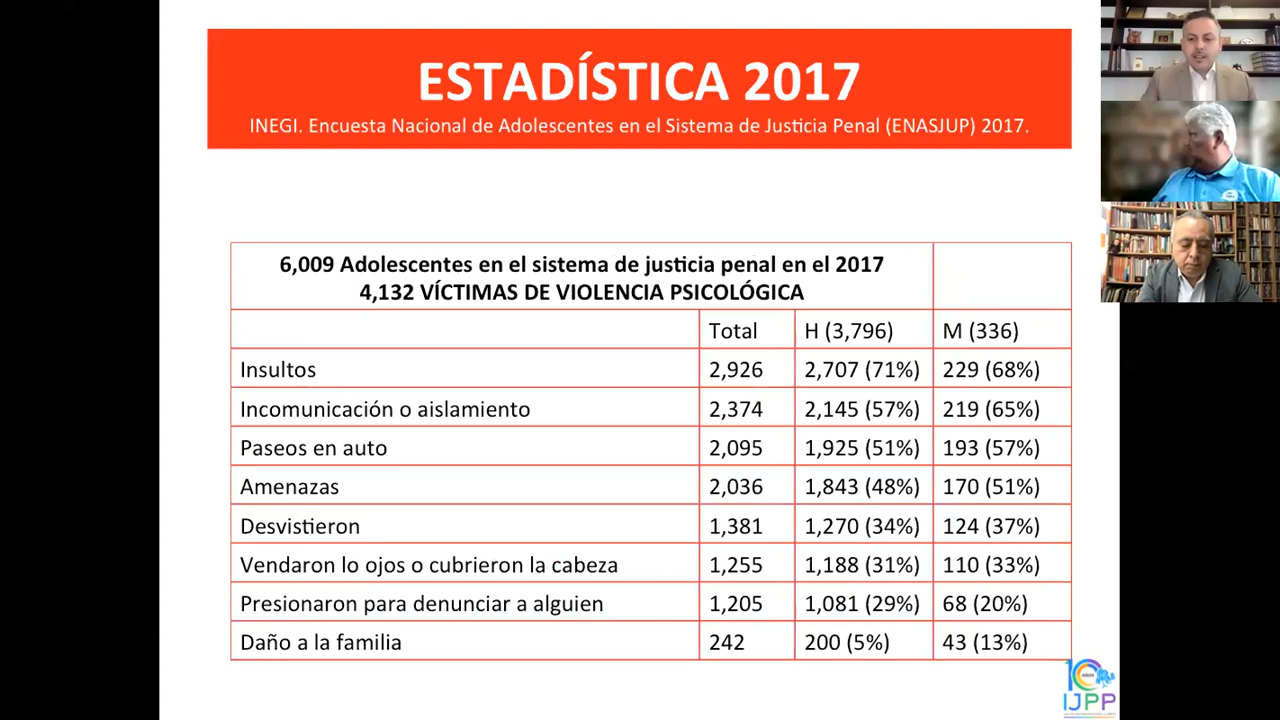 ESTADÍSTICA 2017
INEGI. Encuesta Nacional de Adolescentes en el Sistema de Justicia Penal (ENASJUP) 2017.
6,009 Adolescentes en el sistema de justicia penal en el 2017
4,132 VÍCTIMAS DE VIOLENCIA PSICOLÓGICA
Total H (3,796) M (336)
Insultos 2,926 2,707 (71%) 229 (68%)
Incomunicación o aislamiento 2,374 2,145 (57%) 219 (65%)
Paseos en auto 2,095 1,925 (51%) 193 (57%)
Amenazas 2,036 1,843 (48%) 170 (51%)
Desvistieron 1,381 1,270 (34%) 124 (37%)
Vendaron lo ojos o cubrieron la cabeza 1,255 1,188 (31%) 110 (33%)
Presionaron para denunciar a alguien 1,205 1,081 (29%) 68 (20%)
Daño a la familia 242 200 (5%) 43 (13%)
10 AÑOS
IJPP